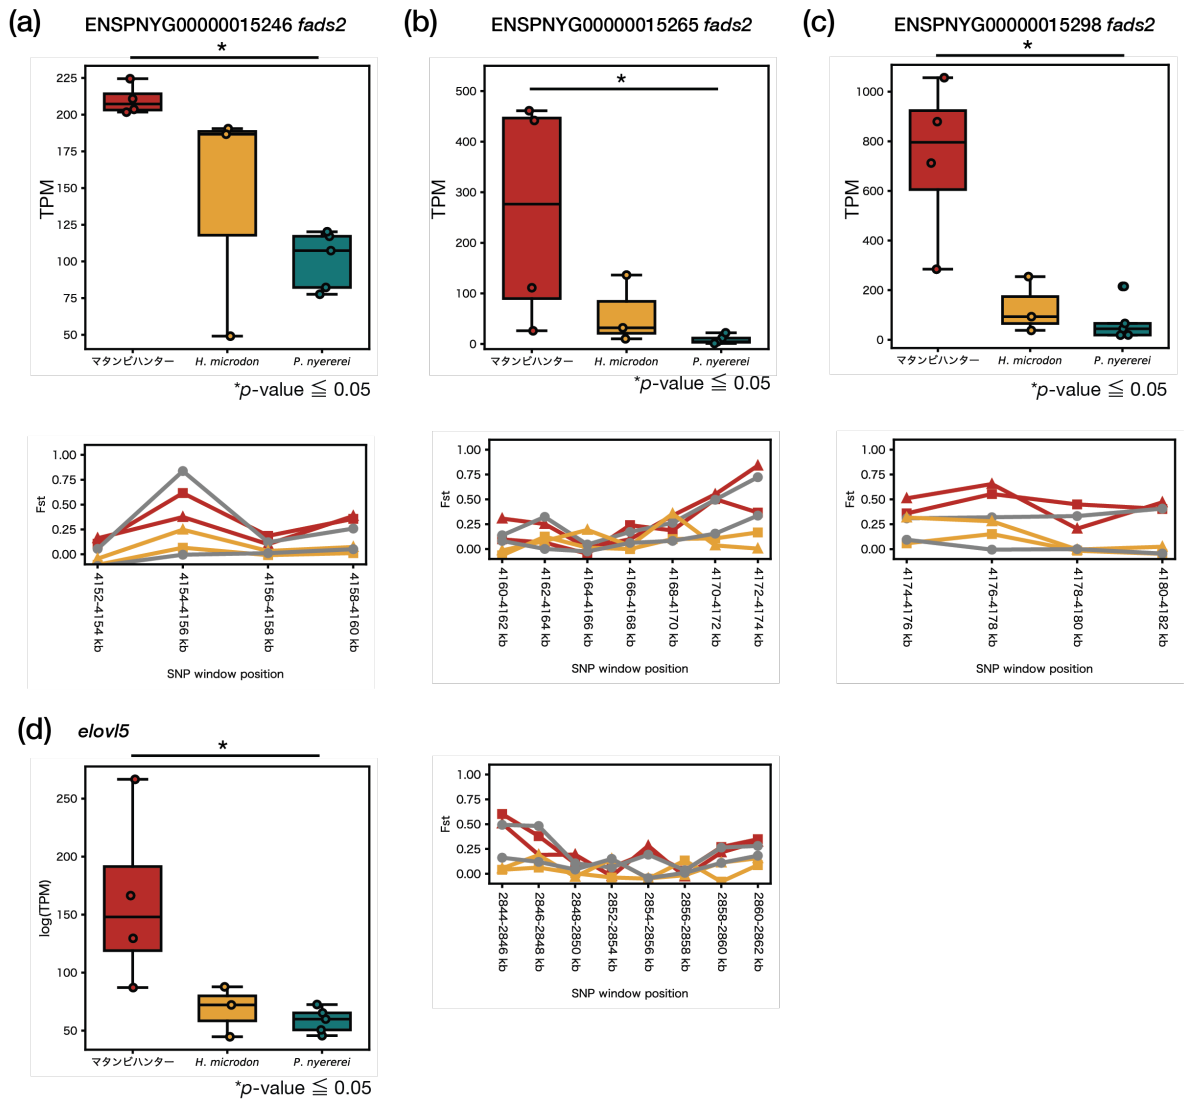 (a)
ENSPNYG00000015246 fads2
*
TPM
225
200
175
150
125
100
75
50
マタンビハンター
H. microdon
P. nyererei
*p-value ≦ 0.05
Fst
1.00
0.75
0.50
0.25
0.00
4152-4154 kb
4154-4156 kb
4156-4158 kb
4158-4160 kb
SNP window position
(b)
ENSPNYG00000015265 fads2
*
TPM
500
400
300
200
100
0
マタンビハンター
H. microdon
P. nyererei
*p-value ≦ 0.05
Fst
1.00
0.75
0.50
0.25
0.00
4160-4162 kb
4162-4164 kb
4164-4166 kb
4166-4168 kb
4168-4170 kb
4170-4172 kb
4172-4174 kb
SNP window position
(c)
ENSPNYG00000015298 fads2
*
TPM
1000
800
600
400
200
0
マタンビハンター
H. microdon
P. nyererei
*p-value ≦ 0.05
Fst
1.00
0.75
0.50
0.25
0.00
4174-4176 kb
4176-4178 kb
4178-4180 kb
4180-4182 kb
SNP window position
(d)
elovl5
*
log(TPM)
250
200
150
100
50
マタンビハンター
H. microdon
P. nyererei
*p-value ≦ 0.05
Fst
1.00
0.75
0.50
0.25
0.00
2844-2846 kb
2846-2848 kb
2848-2850 kb
2852-2854 kb
2854-2856 kb
2856-2858 kb
2858-2860 kb
2860-2862 kb
SNP window position